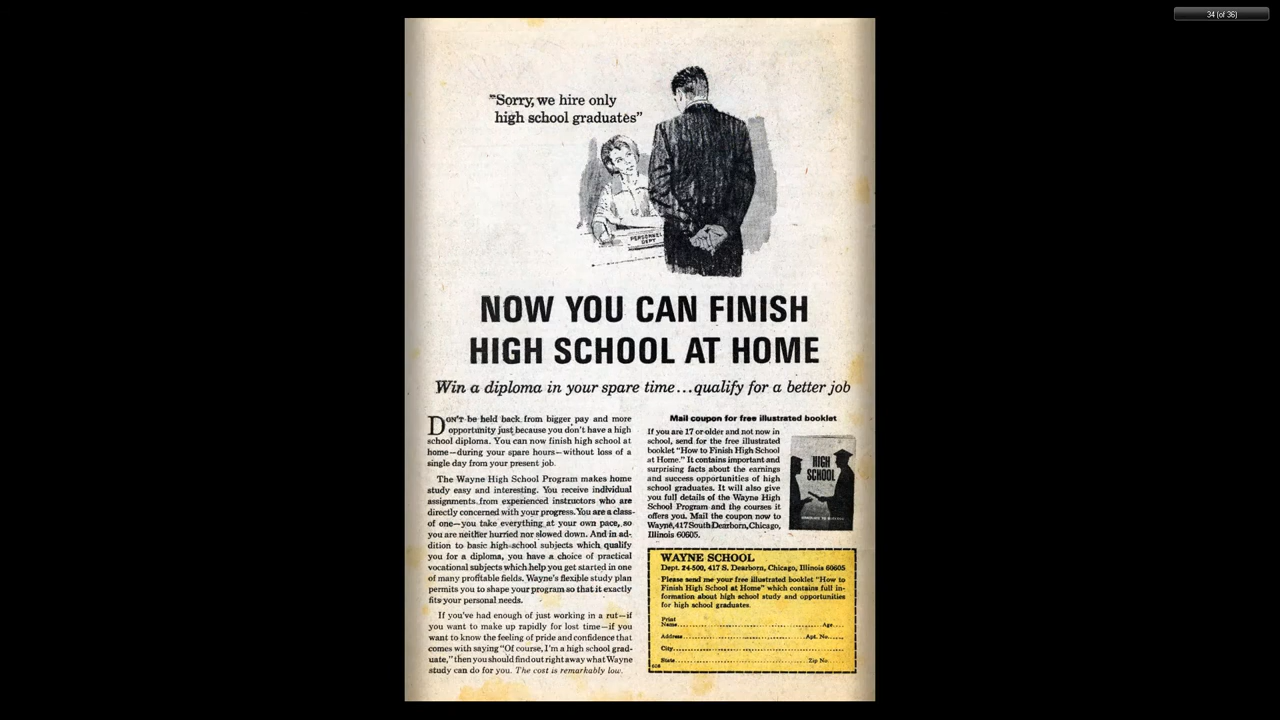 34 (of 36)
"Sorry, we hire only
high school graduates"
PERSONNEL
DEPT
NOW YOU CAN FINISH
HIGH SCHOOL AT HOME
Win a diploma in your spare time...qualify for a better job
DON'T be held back from bigger pay and more
opportunity just because you don't have a high
school diploma. You can now finish high school at
home—during your spare hours—without loss of a
single day from your present job.
The Wayne High School Program makes home
study easy and interesting. You receive individual
assignments from experienced instructors who are
directly concerned with your progress. You are a class-
of one—you take everything at your own pace, so
you are neither hurried nor slowed down. And in ad-
dition to basic high-school subjects which qualify
you for a diploma, you have a choice of practical
vocational subjects which help you get started in one
of many profitable fields. Wayne's flexible study plan
permits you to shape your program so that it exactly
fits your personal needs.
If you've had enough of just working in a rut—if
you want to make up rapidly for lost time—if you
want to know the feeling of pride and confidence that
comes with saying "Of course, I'm a high school grad-
uate," then you should find out right away what Wayne
study can do for you. The cost is remarkably low.
Mail coupon for free illustrated booklet
If you are 17 or older and not now in
school, send for the free illustrated
booklet "How to Finish High School
at Home." It contains important and
surprising facts about the earnings
and success opportunities of high
school graduates. It will also give
you full details of the Wayne High
School Program and the courses it
offers you. Mail the coupon now to
Wayne, 417 South Dearborn, Chicago,
Illinois 60605.
HIGH
SCHOOL
WAYNE SCHOOL
Dept. 24-500, 417 S. Dearborn, Chicago, Illinois 60605
Please send me your free illustrated booklet "How to
Finish High School at Home" which contains full in-
formation about high school study and opportunities
for high school graduates.
Print
Name.....Age....
Address.....Apt. No.....
City.....
State.....Zip No.